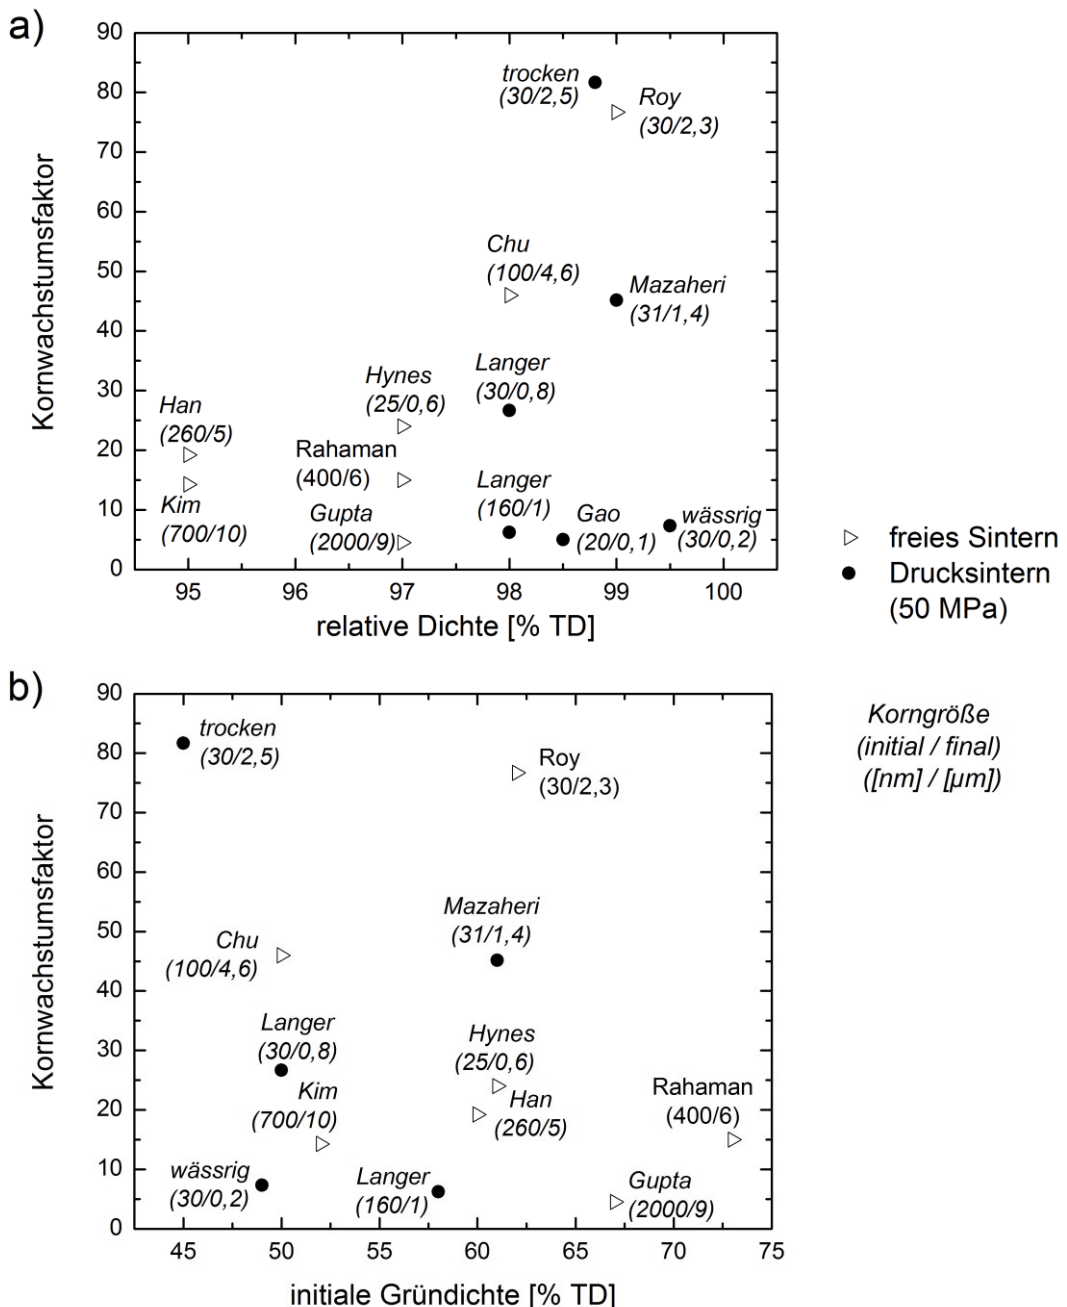 a)
90
80
70
60
50
40
30
20
10
0
Kornwachstumsfaktor
trocken
(30/2,5)
Roy
(30/2,3)
Chu
(100/4,6)
Mazaheri
(31/1,4)
Langer
(30/0,8)
Hynes
(25/0,6)
Han
(260/5)
Rahaman
(400/6)
Kim
(700/10)
Gupta
(2000/9)
Langer
(160/1)
Gao
(20/0,1)
wässrig
(30/0,2)
95 96 97 98 99 100
relative Dichte [% TD]
freies Sintern
Drucksintern
(50 MPa)
b)
90
80
70
60
50
40
30
20
10
0
Kornwachstumsfaktor
trocken
(30/2,5)
Roy
(30/2,3)
Mazaheri
(31/1,4)
Chu
(100/4,6)
Langer
(30/0,8)
Hynes
(25/0,6)
Kim
(700/10)
Han
(260/5)
Rahaman
(400/6)
wässrig
(30/0,2)
Langer
(160/1)
Gupta
(2000/9)
45 50 55 60 65 70 75
initiale Gründichte [% TD]
Korngröße
(initial / final)
([nm] / [µm])